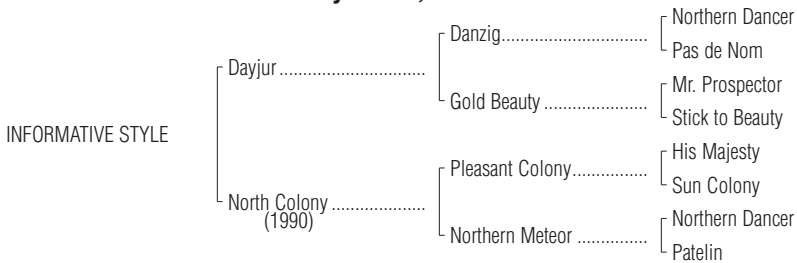 Northern Dancer
Danzig..............................
Pas de Nom
Dayjur..............................
Mr. Prospector
Gold Beauty .....................
Stick to Beauty
INFORMATIVE STYLE
His Majesty
Pleasant Colony................
Sun Colony
North Colony ...................
(1990)
Northern Dancer
Northern Meteor ...............
Patelin